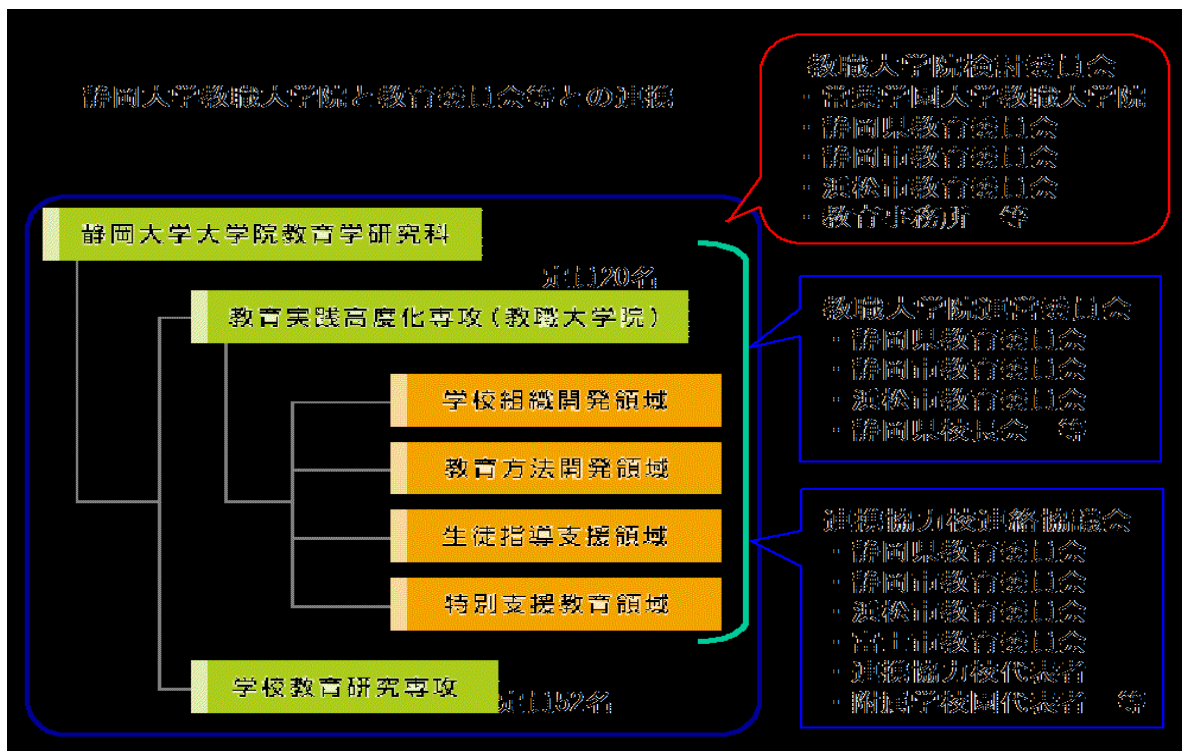 静岡大学教職大学院と教育委員会等との連携
教職大学院検討委員会
・常葉学園大学教職大学院
・静岡県教育委員会
・静岡市教育委員会
・浜松市教育委員会
・教育事務所　等
静岡大学大学院教育学研究科
定員20名
教育実践高度化専攻（教職大学院）
学校組織開発領域
教育方法開発領域
生徒指導支援領域
特別支援教育領域
学校教育研究専攻
定員52名
教職大学院運営委員会
・静岡県教育委員会
・静岡市教育委員会
・浜松市教育委員会
・静岡県校長会　等
連携協力校連絡協議会
・静岡県教育委員会
・静岡市教育委員会
・浜松市教育委員会
・富士市教育委員会
・連携協力校代表者
・附属学校園代表者　等